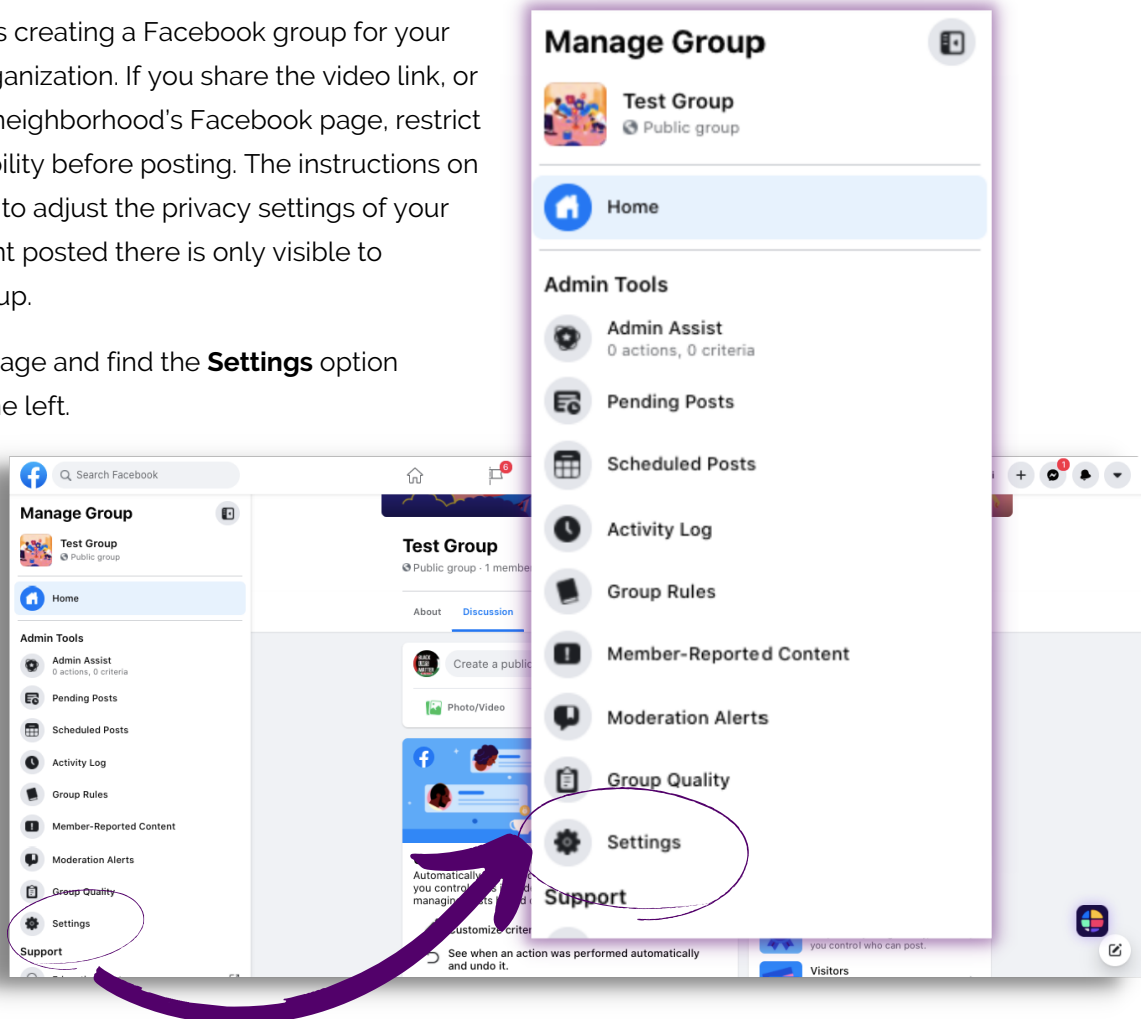 s creating a Facebook group for your
ganization. If you share the video link, or
neighborhood's Facebook page, restrict
bility before posting. The instructions on
to adjust the privacy settings of your
nt posted there is only visible to
up.
age and find the Settings option
ne left.
Manage Group
Test Group
Public group
Home
Admin Tools
Admin Assist
0 actions, 0 criteria
Pending Posts
Scheduled Posts
Activity Log
Group Rules
Member-Reported Content
Moderation Alerts
Group Quality
Settings
Support
Search Facebook
6
1
Manage Group
Test Group
Public group
Home
Admin Tools
Admin Assist
0 actions, 0 criteria
Pending Posts
Scheduled Posts
Activity Log
Group Rules
Member-Reported Content
Moderation Alerts
Group Quality
Settings
Support
Test Group
Public group · 1 membe
About Discussion
Create a public
Photo/Video
Automatically
you control
managing
Customize criter
See when an action was performed automatically
and undo it.
you control who can post.
Visitors